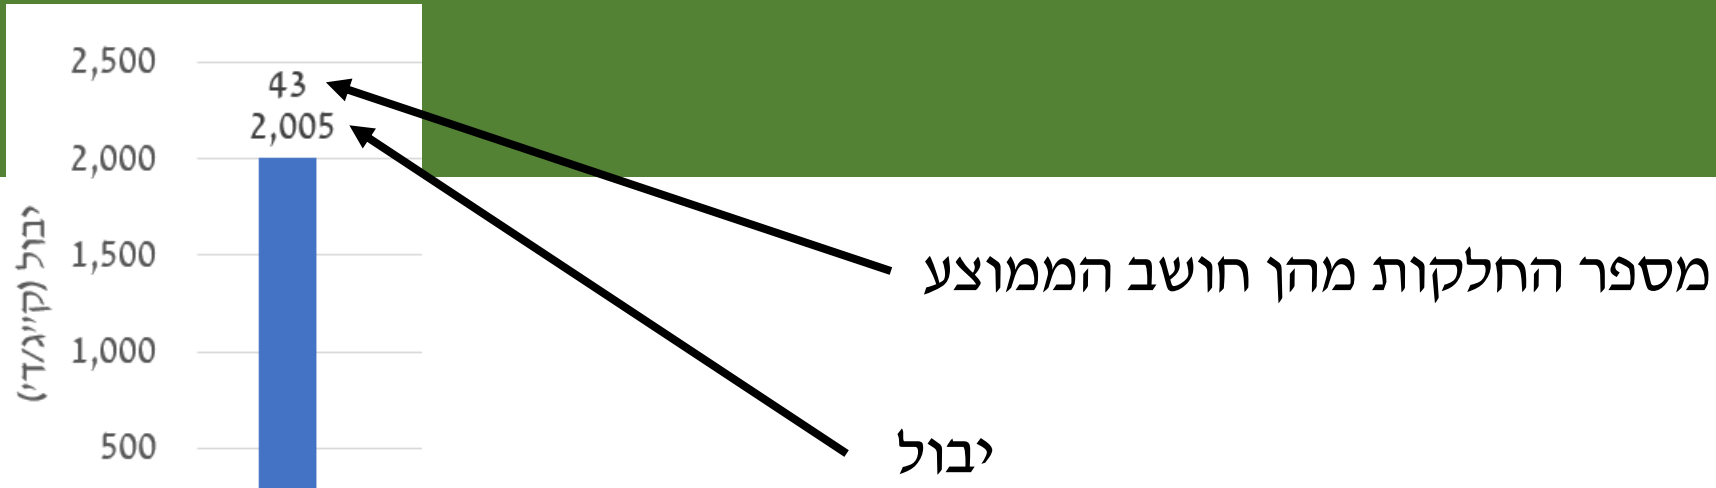 2,500
43
2,005
2,000
1,500
1,000
500
יבול (קי"ג/ד')
מספר החלקות מהן חושב הממוצע
יבול